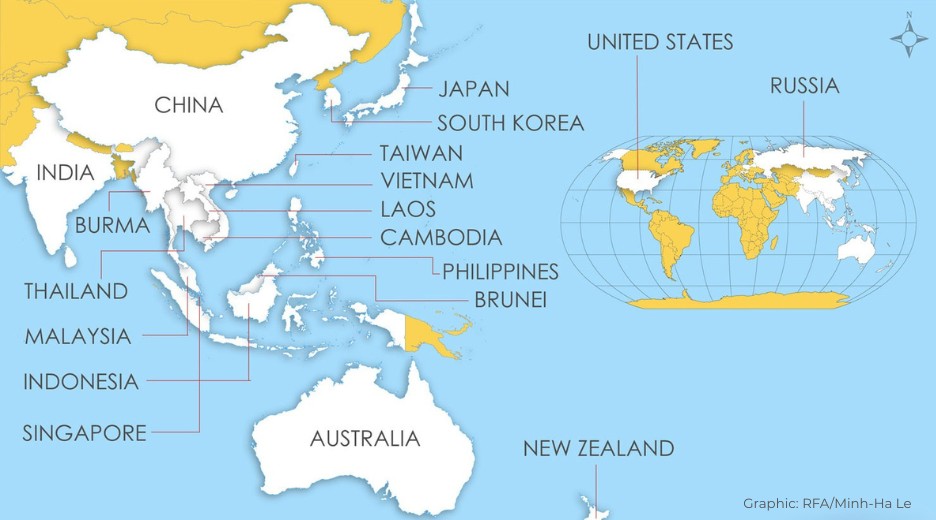 N
UNITED STATES
RUSSIA
JAPAN
CHINA
SOUTH KOREA
TAIWAN
INDIA
VIETNAM
LAOS
BURMA
CAMBODIA
PHILIPPINES
THAILAND
BRUNEI
MALAYSIA
INDONESIA
SINGAPORE
AUSTRALIA
NEW ZEALAND
Graphic: RFA/Minh-Ha Le